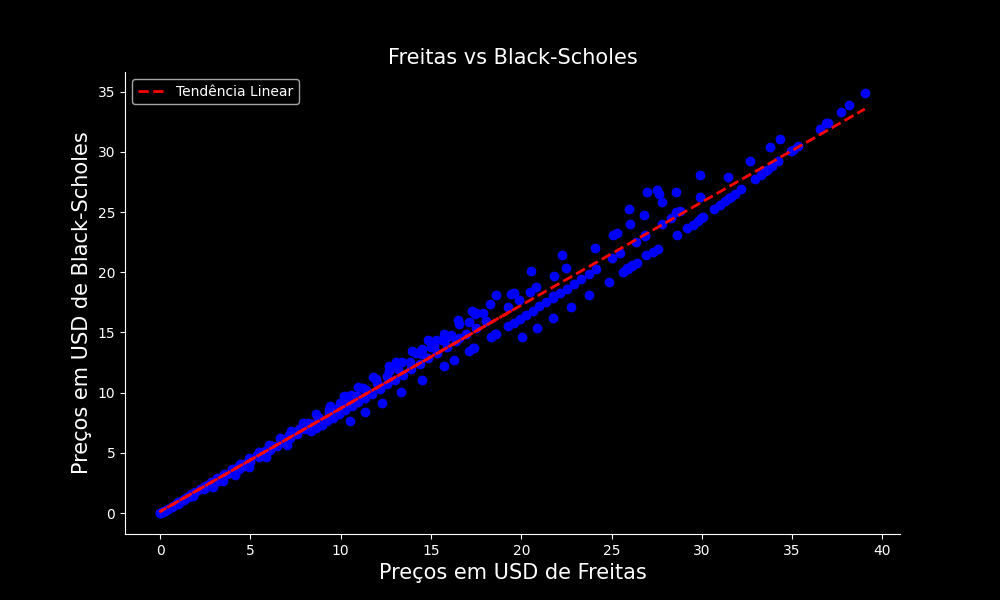 Freitas vs Black-Scholes
Tendência Linear
Preços em USD de Black-Scholes
35
30
25
20
15
10
5
0
0 5 10 15 20 25 30 35 40
Preços em USD de Freitas